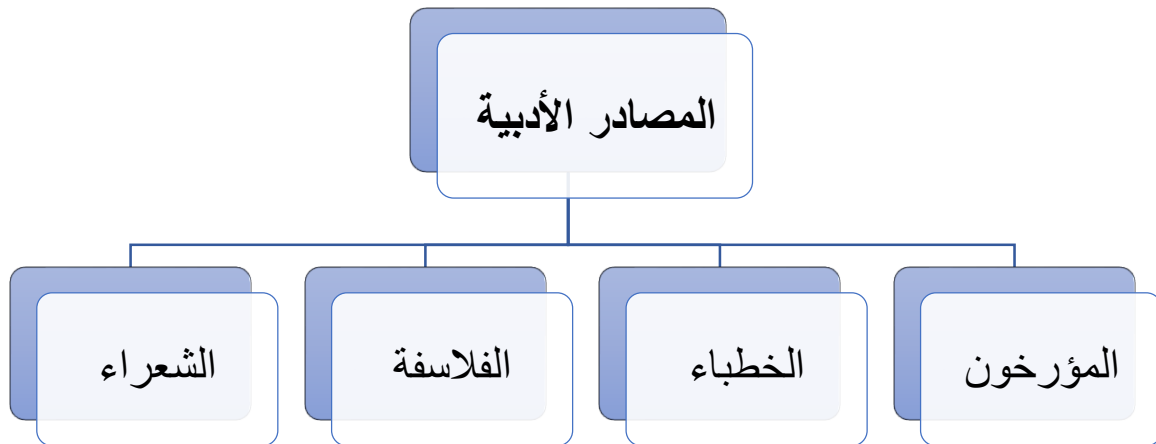 المصادر الأدبية
المؤرخون
الخطباء
الفلاسفة
الشعراء